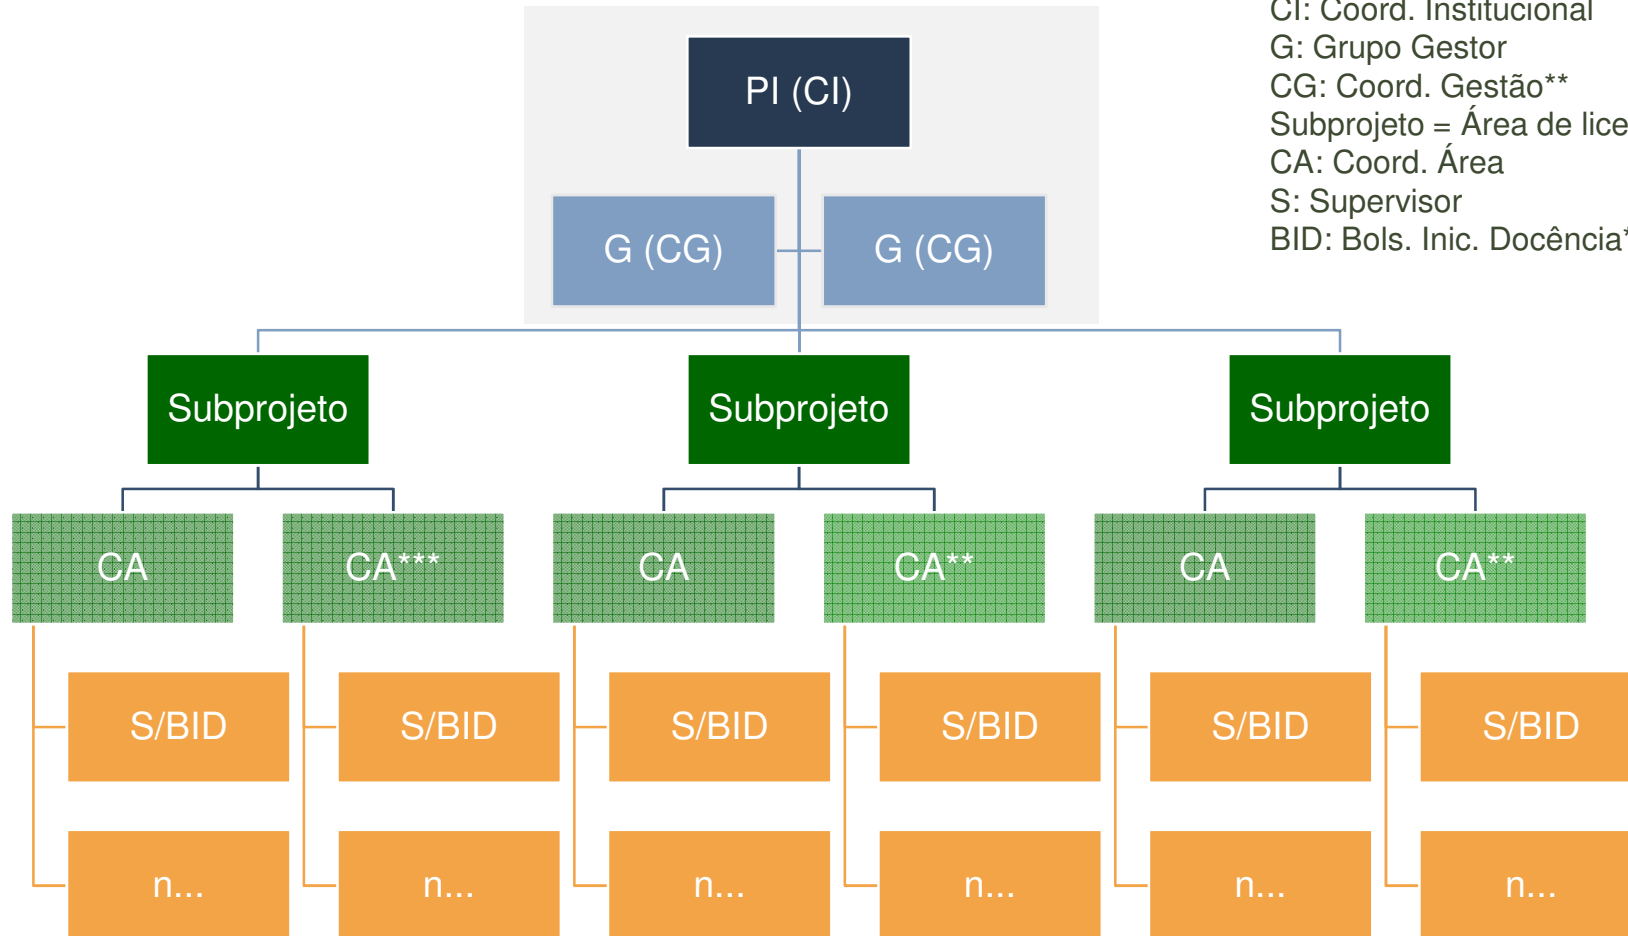 CI: Coord. Institucional
G: Grupo Gestor
CG: Coord. Gestão**
Subprojeto = Área de lice
CA: Coord. Área
S: Supervisor
BID: Bols. Inic. Docência*
PI (CI)
G (CG) G (CG)
Subprojeto Subprojeto Subprojeto
CA CA*** CA CA** CA CA**
S/BID S/BID S/BID S/BID S/BID S/BID
n... n... n... n... n... n...